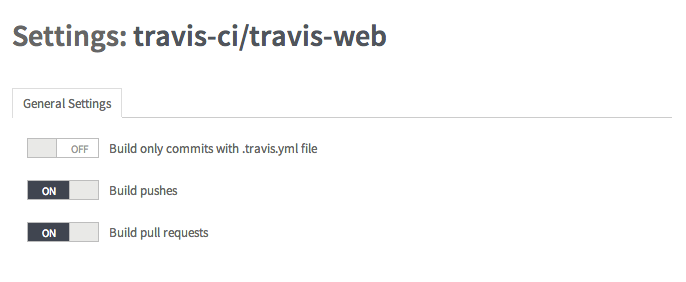 Settings: travis-ci/travis-web
General Settings
OFF Build only commits with .travis.yml file
ON Build pushes
ON Build pull requests